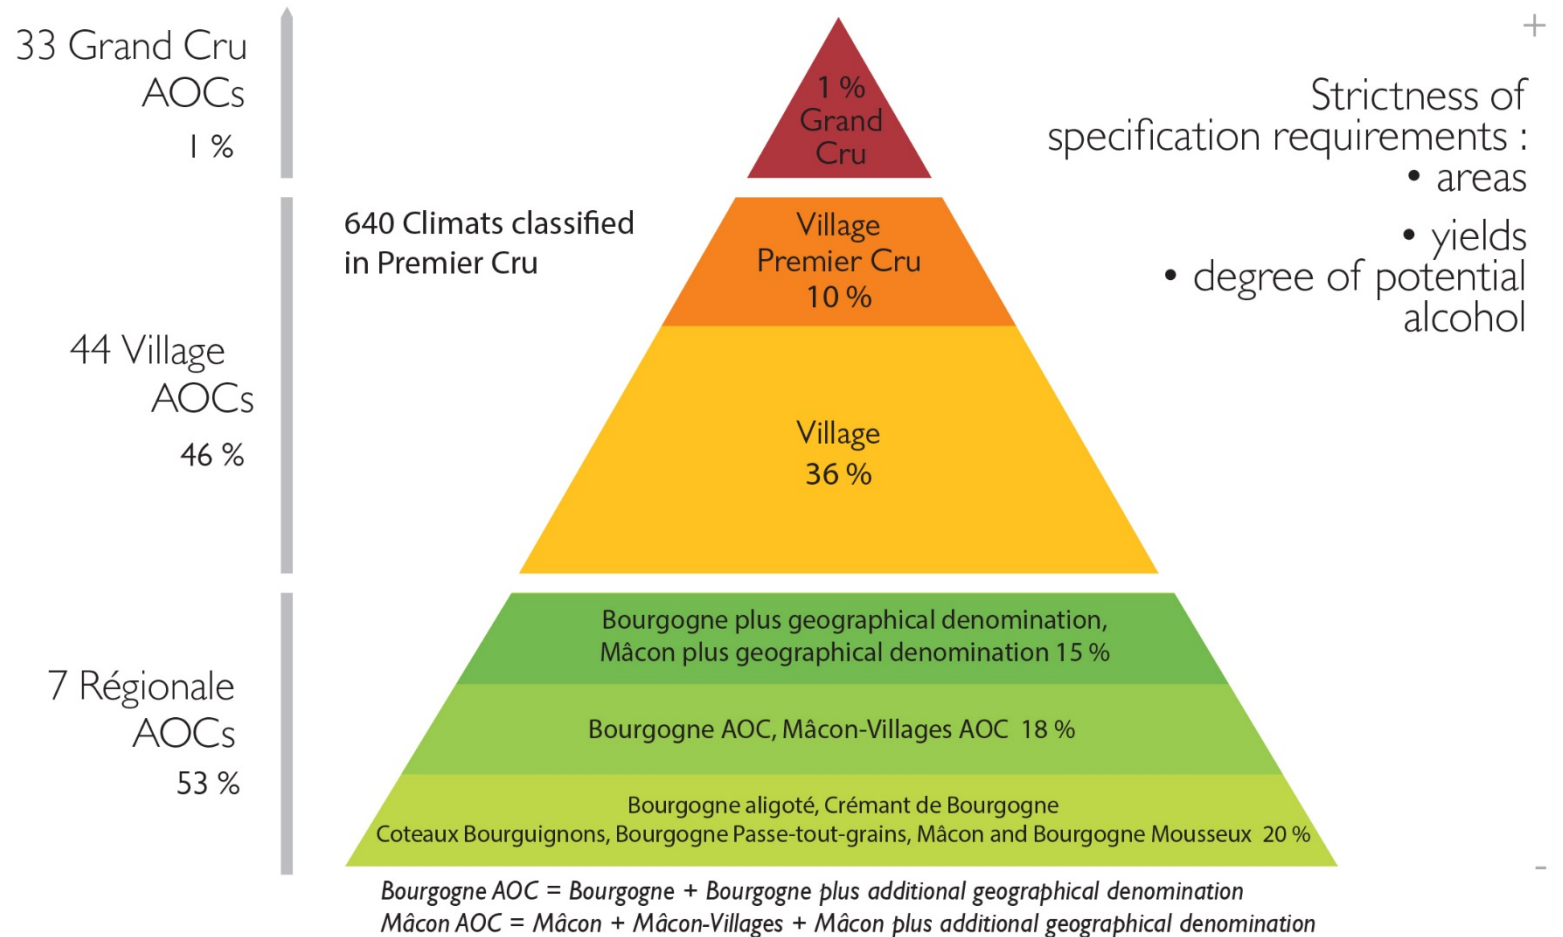 33 Grand Cru
AOCs
1 %
44 Village
AOCs
46 %
7 Régionale
AOCs
53 %
640 Climats classified
in Premier Cru
1 %
Grand
Cru
Village
Premier Cru
10 %
Village
36 %
Bourgogne plus geographical denomination,
Mâcon plus geographical denomination 15 %
Bourgogne AOC, Mâcon-Villages AOC 18 %
Bourgogne aligoté, Crémant de Bourgogne
Coteaux Bourguignons, Bourgogne Passe-tout-grains, Mâcon and Bourgogne Mousseux 20 %
+
Strictness of
specification requirements :
• areas
• yields
• degree of potential
alcohol
-
Bourgogne AOC = Bourgogne + Bourgogne plus additional geographical denomination
Mâcon AOC = Mâcon + Mâcon-Villages + Mâcon plus additional geographical denomination